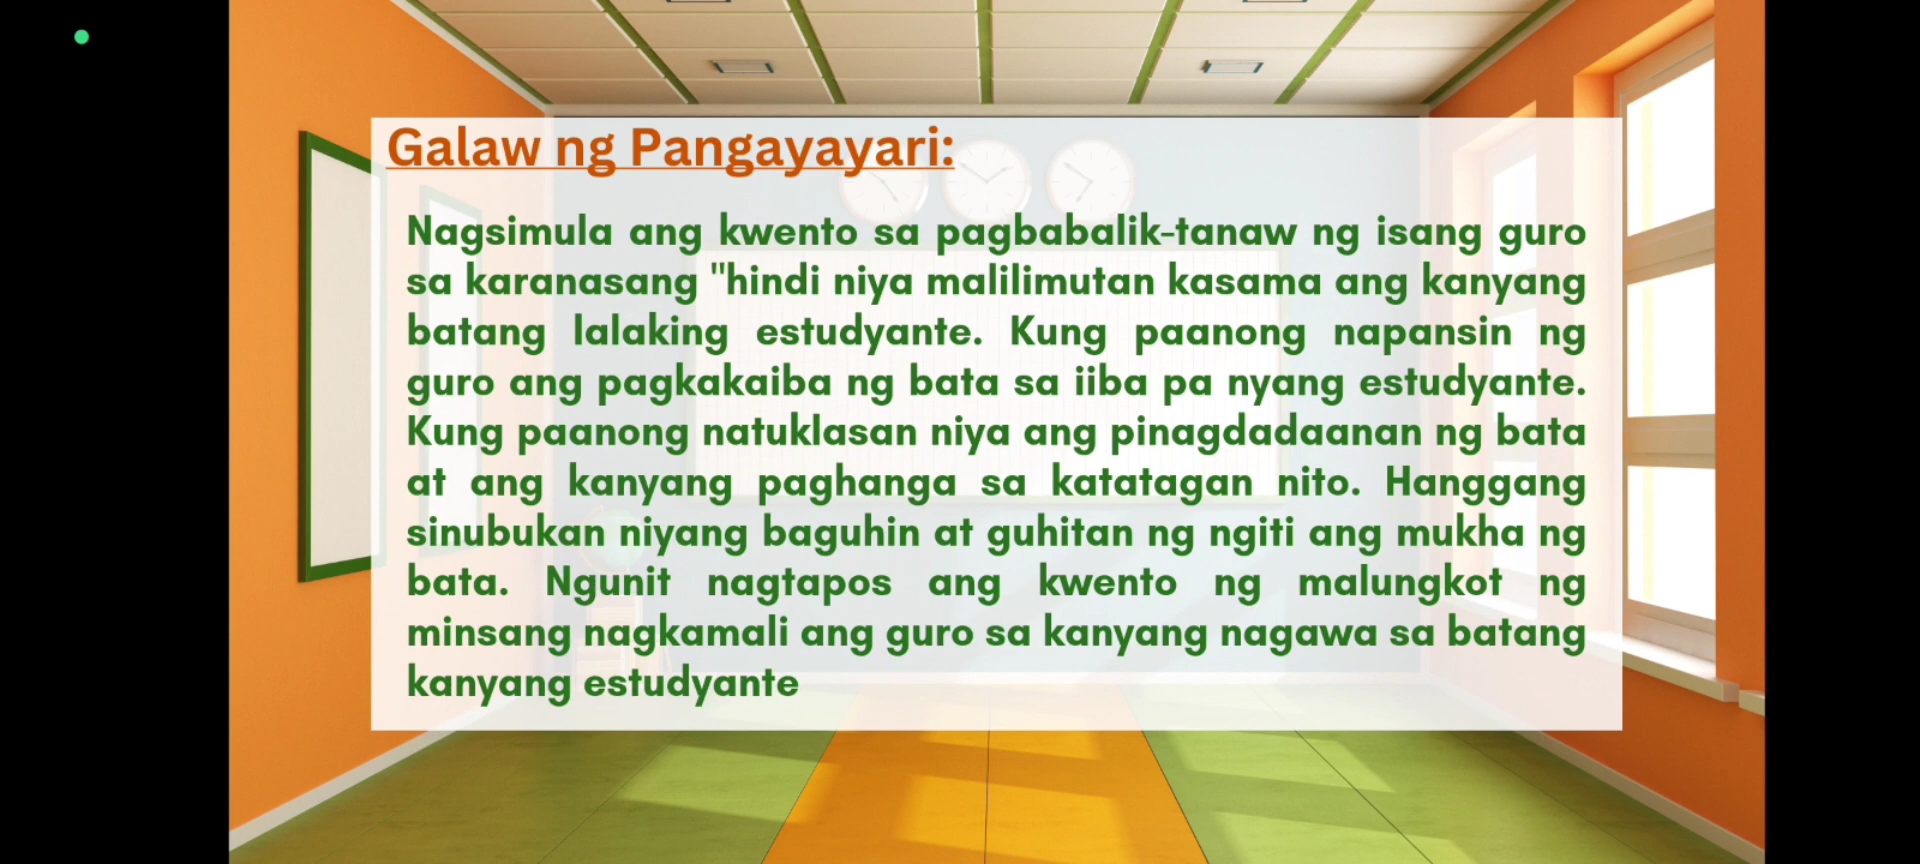 Galaw ng Pangayayari:
Nagsimula ang kwento sa pagbabalik-tanaw ng isang guro
sa karanasang "hindi niya malilimutan kasama ang kanyang
batang lalaking estudyante. Kung paanong napansin ng
guro ang pagkakaiba ng bata sa iiba pa nyang estudyante.
Kung paanong natuklasan niya ang pinagdadaanan ng bata
at ang kanyang paghanga sa katatagan nito. Hanggang
sinubukan niyang baguhin at guhitan ng ngiti ang mukha ng
bata. Ngunit nagtapos ang kwento ng malungkot ng
minsang nagkamali ang guro sa kanyang nagawa sa batang
kanyang estudyante